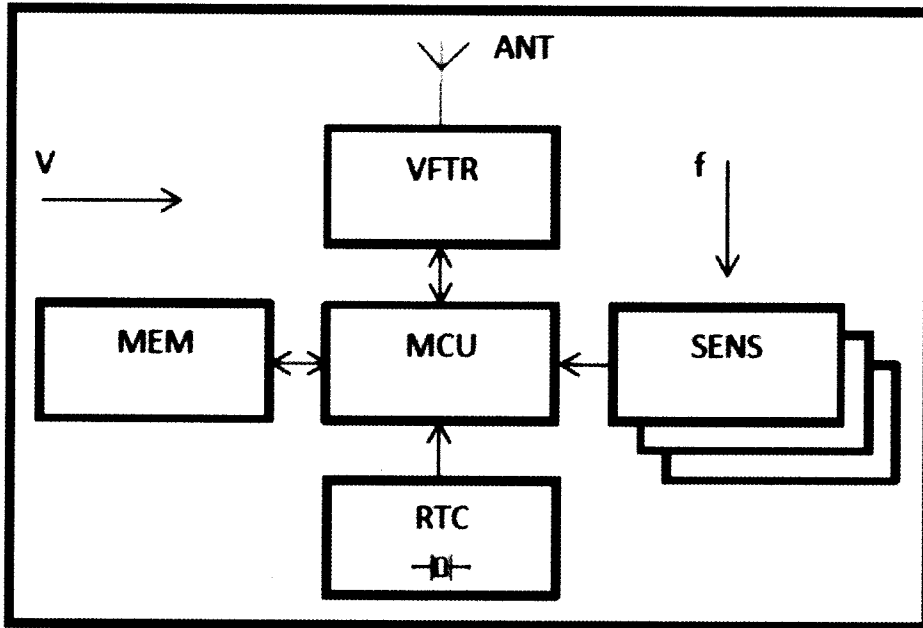 ANT
V
VFTR
f
MEM
MCU
SENS
RTC